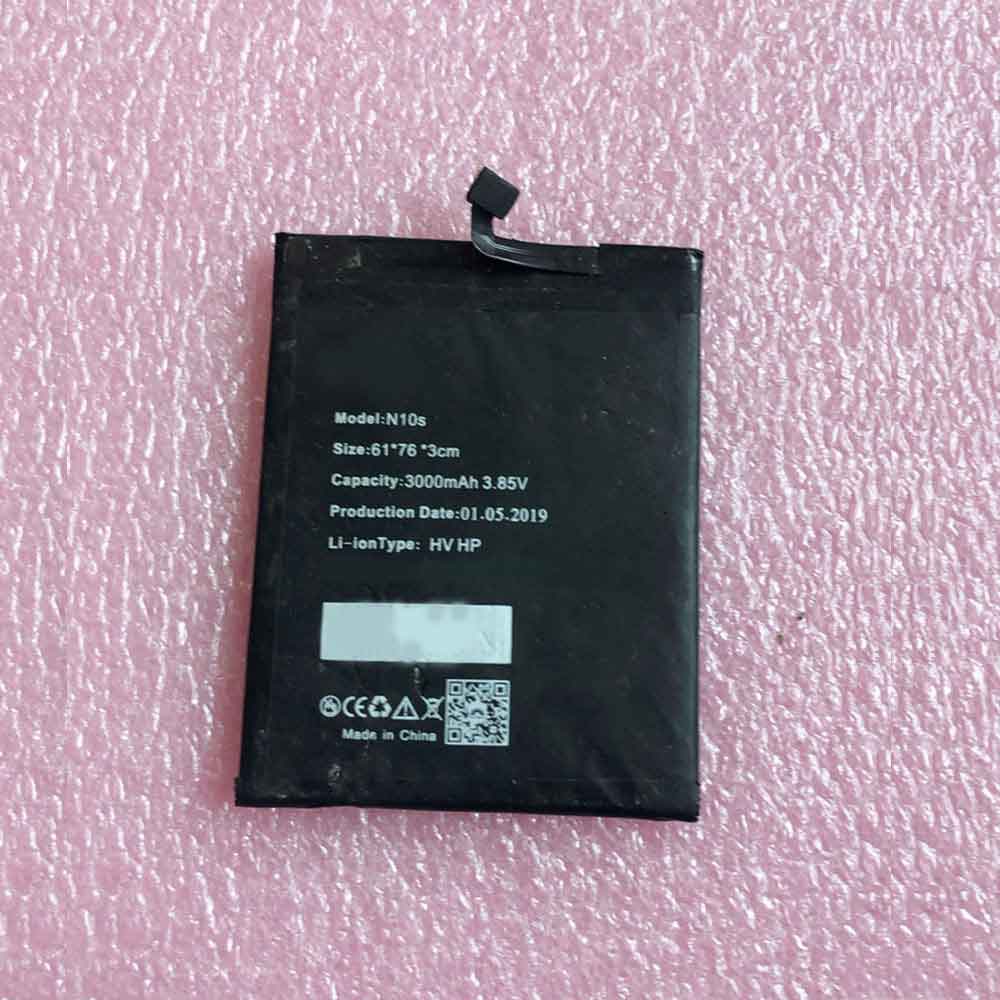 Model:N10s
Size:61*76 *3cm
Capacity:3000mAh 3.85V
Production Date:01.05.2019
Li-ionType: HV HP
CE
Made in China